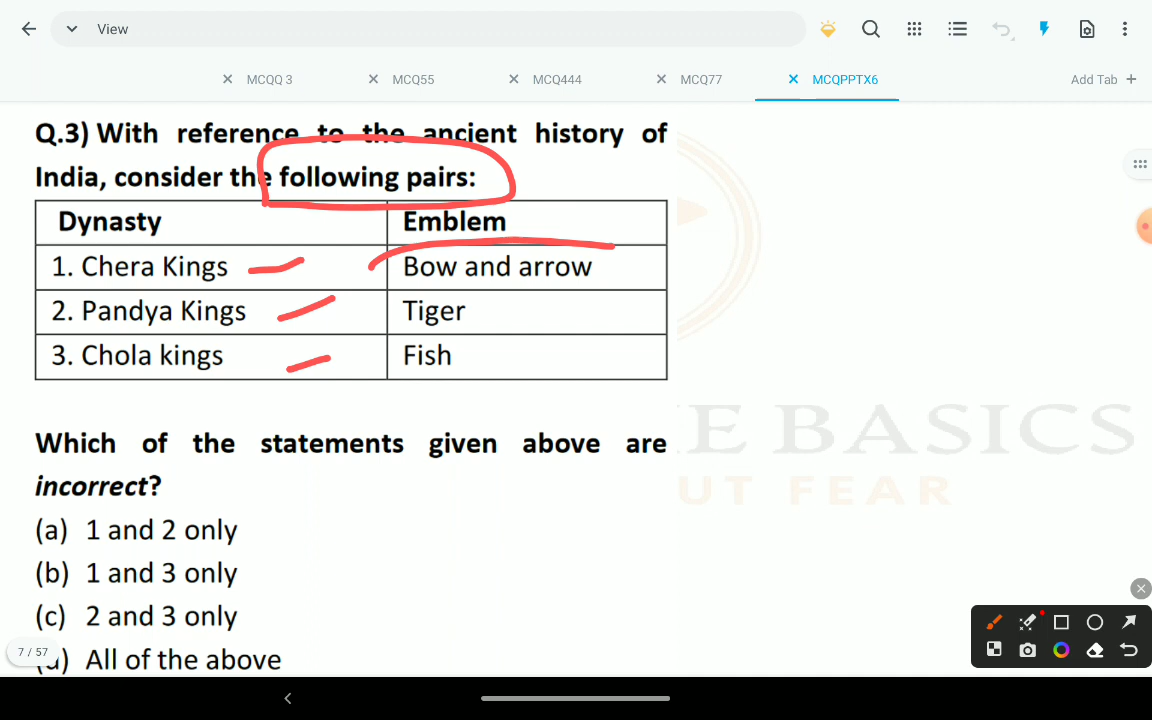 View
MCQQ 3
MCQ55
MCQ444
MCQ77
MCQPPTX6
Add Tab
Q.3) With reference to the ancient history of
India, consider the following pairs:
Dynasty Emblem
1. Chera Kings Bow and arrow
2. Pandya Kings Tiger
3. Chola kings Fish
E BASICS
UT FEAR
Which of the statements given above are
incorrect?
(a) 1 and 2 only
(b) 1 and 3 only
(c) 2 and 3 only
(d) All of the above
7 / 57